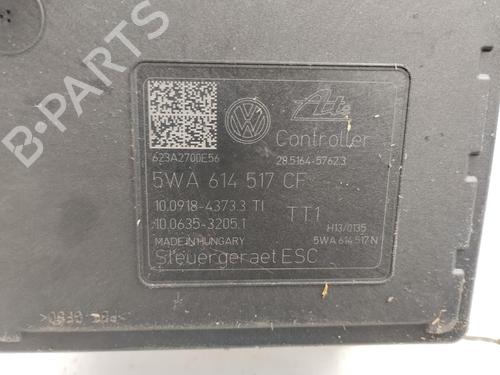 B-PARTS
Ate
Controller
623A2700E56
28.5164-5762.3
5WA 614 517 CF
10.0918-4373.3 TI
TT1
10.0635-3205.1
H13/0135
MADE IN HUNGARY
5WA 614 517 N
Steuergeraet ESC